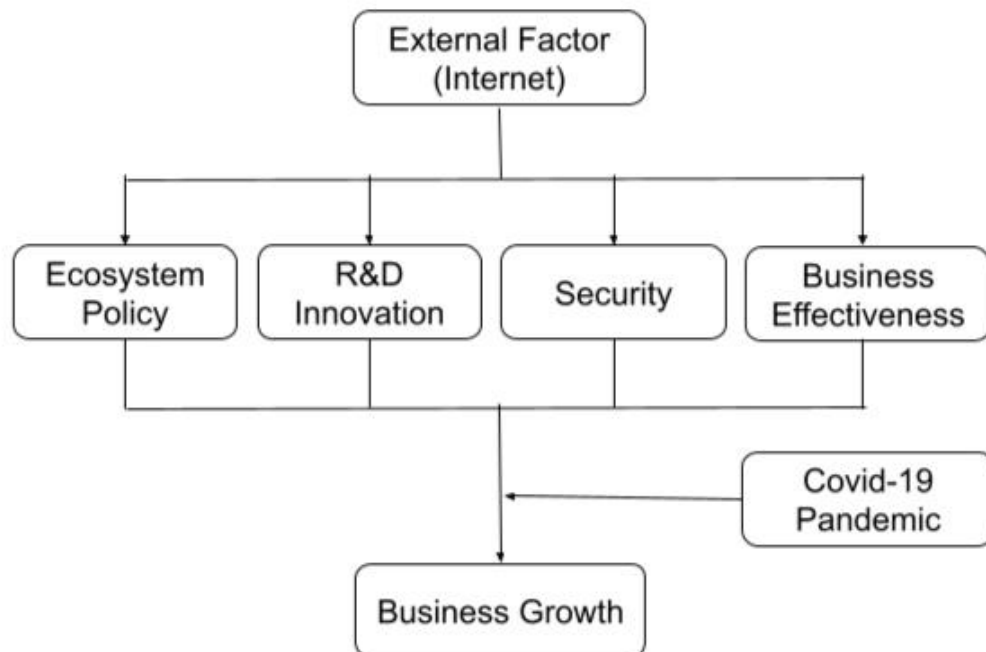 External Factor
(Internet)
Ecosystem
Policy
R&D
Innovation
Security
Business
Effectiveness
Covid-19
Pandemic
Business Growth